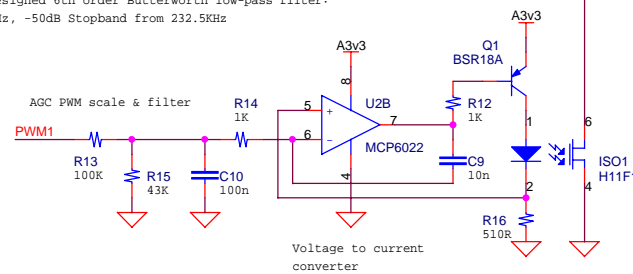 esigned 6th order Butterworth low-pass filter.
Hz, -50dB Stopband from 232.5KHz
A3v3
Q1
BSR18A
A3v3
AGC PWM scale & filter
R14
1K
8
U2B
R12
1K
5
+
7
1
6
PWM1
6
-
MCP6022
R13
100K
R15
43K
C10
100n
4
C9
10n
ISO1
H11F1
2
4
R16
510R
Voltage to current
converter